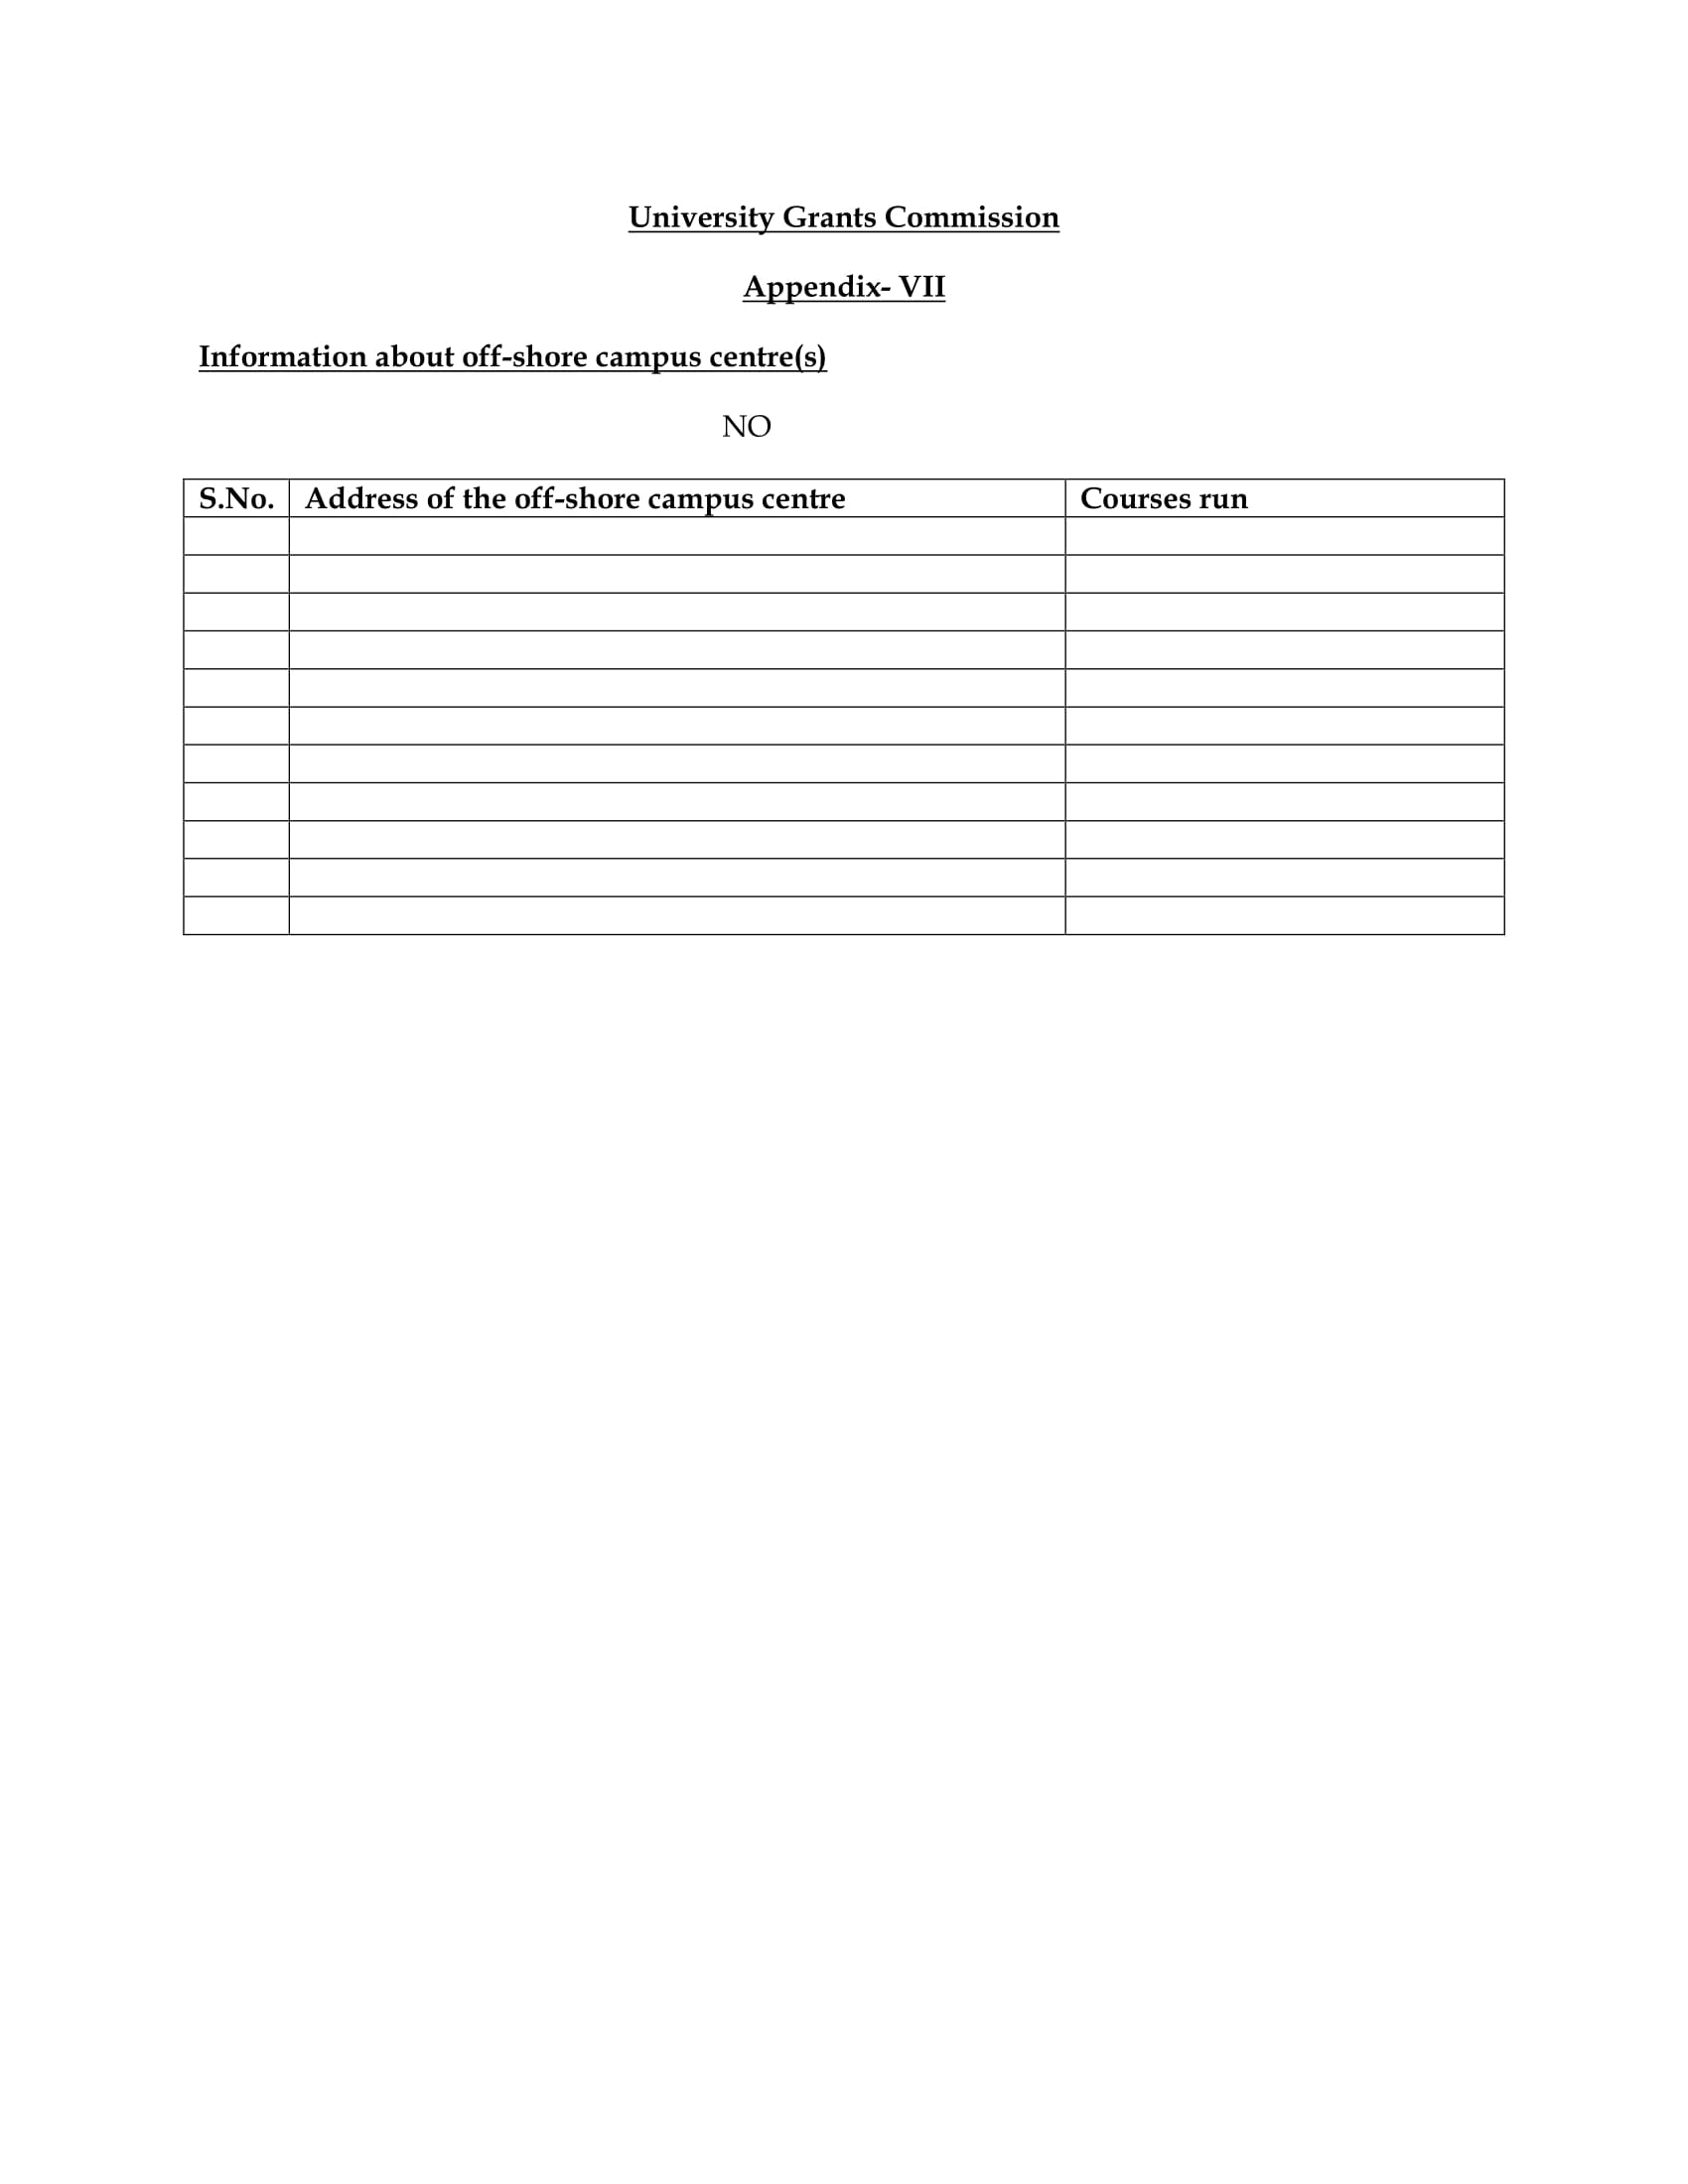 University Grants Commission
Appendix- VII
Information about off-shore campus centre(s)
NO
S.No. Address of the off-shore campus centre Courses run